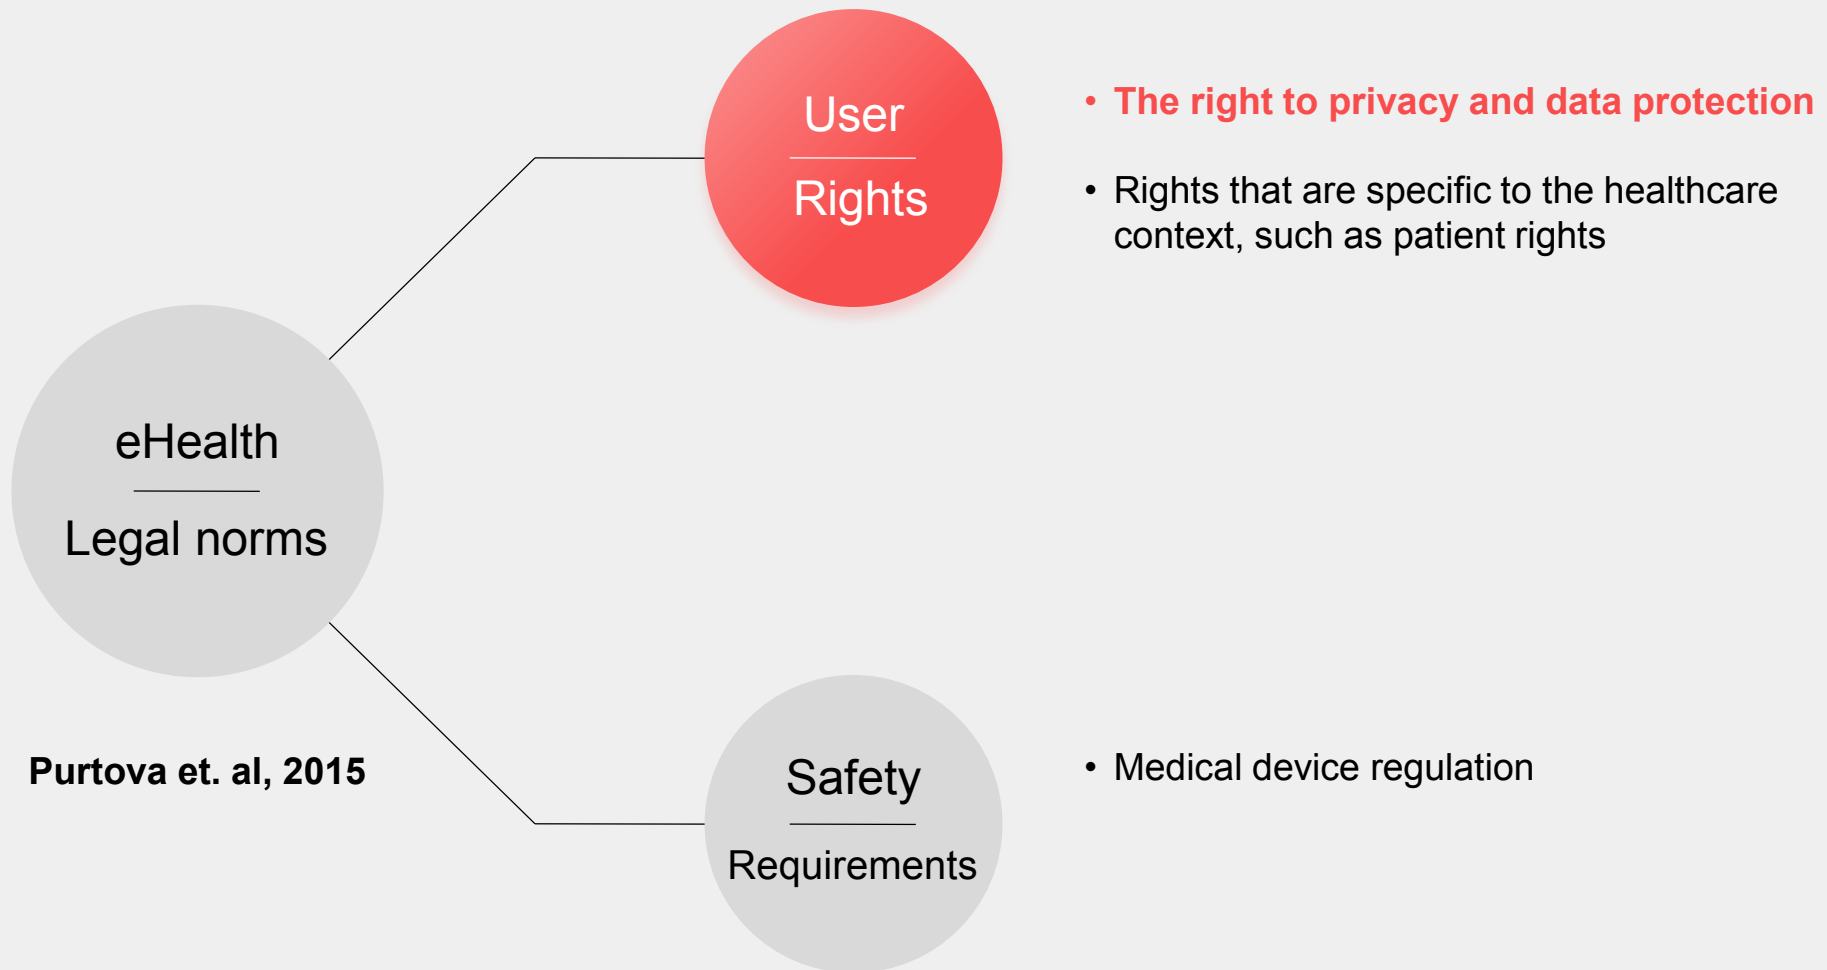 User
Rights
• The right to privacy and data protection
• Rights that are specific to the healthcare
context, such as patient rights
eHealth
Legal norms
Purtova et. al, 2015
Safety
Requirements
• Medical device regulation